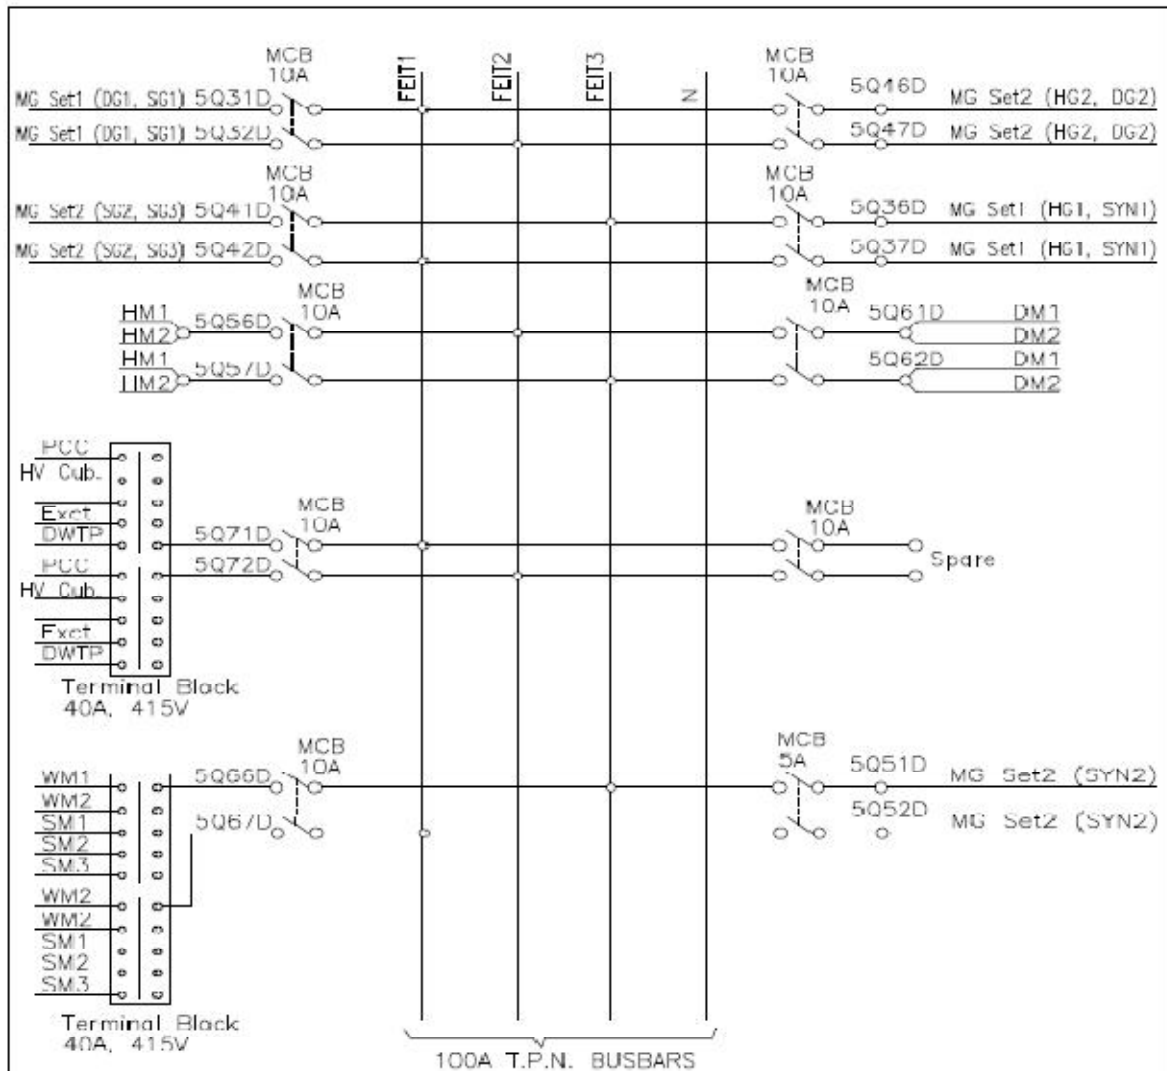 MCB 10A
FEIT1
FEIT2
FEIT3
N
MCB 10A
MG Set1 (DG1, SG1) 5Q31D
5Q46D MG Set2 (HG2, DG2)
MG Set1 (DG1, SG1) 5Q32D
5Q47D MG Set2 (HG2, DG2)
MCB 10A
MCB 10A
MG Set2 (SG2, SG3) 5Q41D
5Q36D MG Set1 (HG1, SYN1)
MG Set2 (SG2, SG3) 5Q42D
5Q37D MG Set1 (HG1, SYN1)
MCB 10A
MCB 10A
HM1
HM2
5Q56D
5Q61D
DM1
DM2
HM1
HM2
5Q57D
5Q62D
DM1
DM2
PCC
HV Cub.
Exct
DWTP
MCB 10A
MCB 10A
5Q71D
PCC
5Q72D
Spare
HV Cub.
Exct
DWTP
Terminal Black
40A, 415V
MCB 10A
MCB 5A
WM1
5Q66D
5Q51D MG Set2 (SYN2)
WM2
SM1
5Q67D
5Q52D MG Set2 (SYN2)
SM2
SM3
WM2
WM2
SM1
SM2
SM3
Terminal Black
40A, 415V
100A T.P.N. BUSBARS